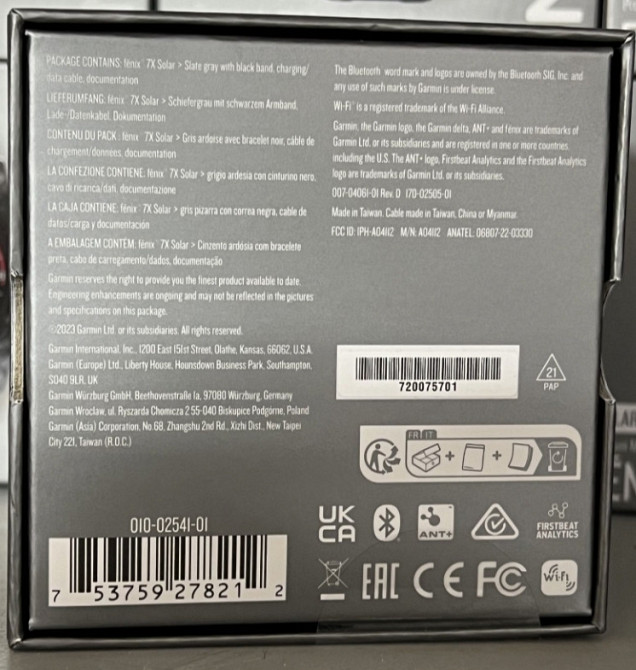 PACKAGE CONTAINS: fēnix® 7X Solar > Slate gray with black band, charging/
data cable, documentation
LIEFERUMFANG: fēnix® 7X Solar > Schiefergrau mit schwarzem Armband,
Lade-/Datenkabel, Dokumentation
CONTENU DU PACK : fēnix® 7X Solar > Gris ardoise avec bracelet noir, câble de
chargement/données, documentation
LA CONFEZIONE CONTIENE: fēnix® 7X Solar > grigio ardesia con cinturino nero,
cavo di ricarica/dati, documentazione
LA CAJA CONTIENE: fēnix® 7X Solar > gris pizarra con correa negra, cable de
datos/carga y documentación
A EMBALAGEM CONTÉM: fēnix® 7X Solar > Cinzento ardósia com bracelete
preta, cabo de carregamento/dados, documentação
Garmin reserves the right to provide you the finest product available to date.
Engineering enhancements are ongoing and may not be reflected in the pictures
and specifications on this package.
©2023 Garmin Ltd. or its subsidiaries. All rights reserved.
Garmin International, Inc., 1200 East 151st Street, Olathe, Kansas, 66062, U.S.A.
Garmin (Europe) Ltd., Liberty House, Hounsdown Business Park, Southampton,
SO40 9LR, UK
Garmin Würzburg GmbH, Beethovenstraße 1a, 97080 Würzburg, Germany
Garmin Wroclaw, ul. Ryszarda Chomicza 2 55-040 Biskupice Podgórne, Poland
Garmin (Asia) Corporation, No.68, Zhangshu 2nd Rd., Xizhi Dist., New Taipei
City 221, Taiwan (R.O.C.)
010-02541-01
7 53759 27821 2
The Bluetooth® word mark and logos are owned by the Bluetooth SIG, Inc. and
any use of such marks by Garmin is under license.
Wi-Fi® is a registered trademark of the Wi-Fi Alliance.
Garmin, the Garmin logo, the Garmin delta, ANT+ and fēnix are trademarks of
Garmin Ltd. or its subsidiaries and are registered in one or more countries,
including the U.S. The ANT+ logo, Firstbeat Analytics and the Firstbeat Analytics
logo are trademarks of Garmin Ltd. or its subsidiaries.
007-04061-01 Rev. D 170-02505-01
Made in Taiwan. Cable made in Taiwan, China or Myanmar.
FCC ID: IPH-A04112 M/N: A04112 ANATEL: 06807-22-03330
720075701
21
PAP
FR IT
+ +
UK
CA
ANT+
FIRSTBEAT
ANALYTICS
EAC CE FC Wi-Fi